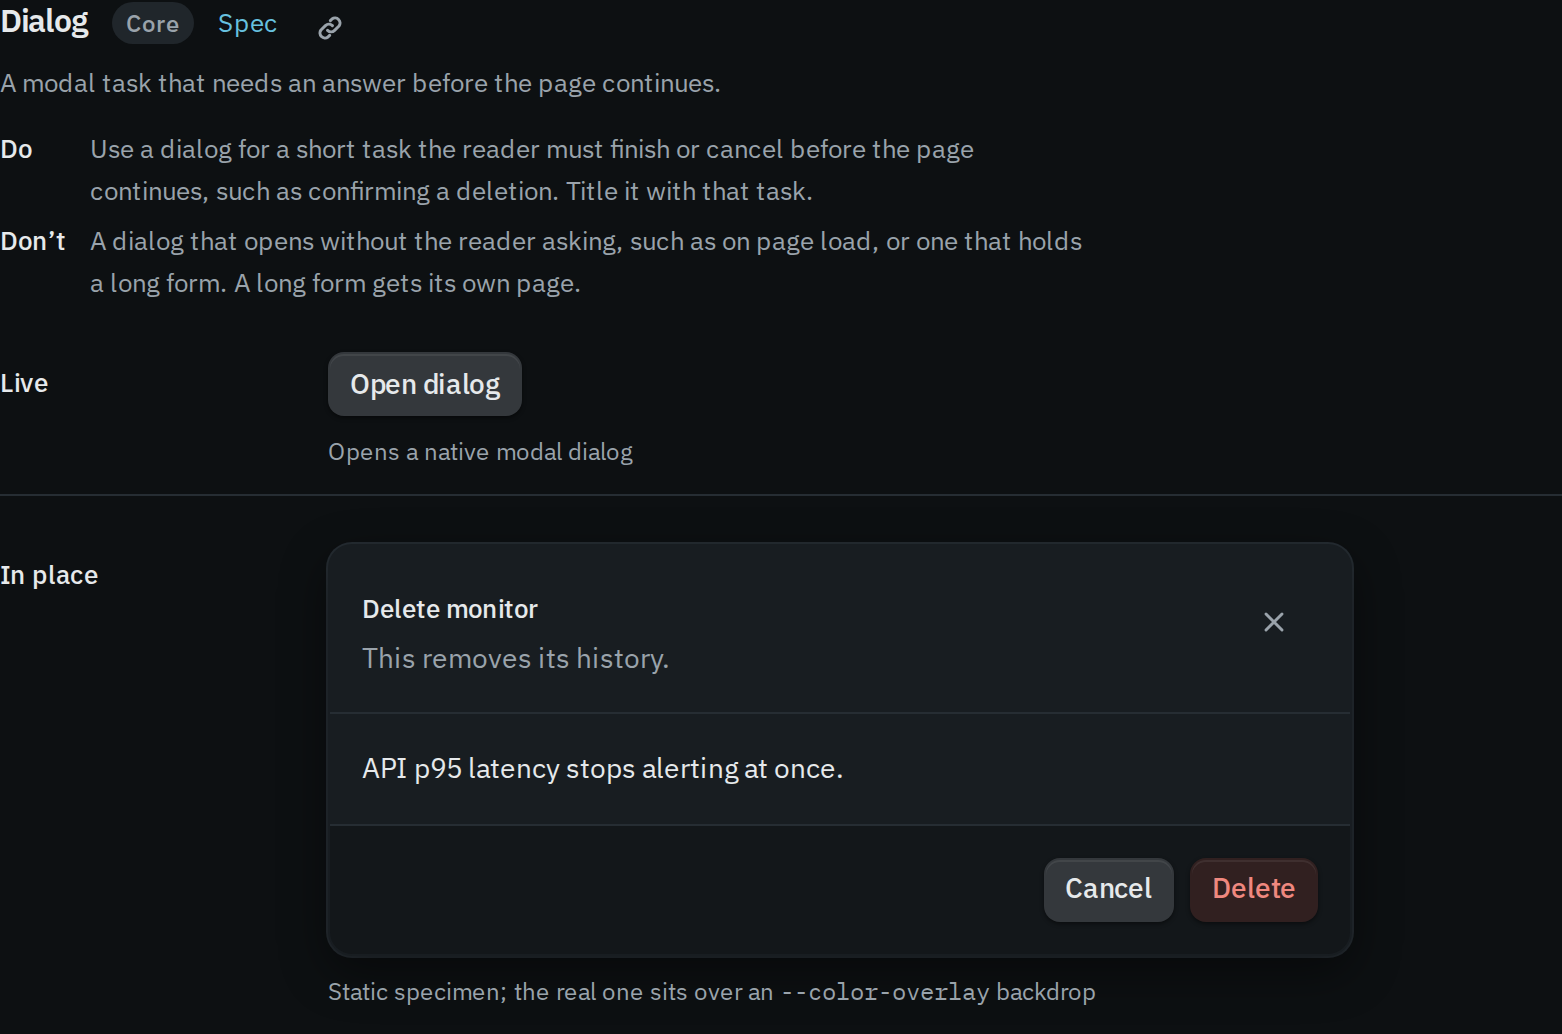 Dialog Core Spec
A modal task that needs an answer before the page continues.
Do Use a dialog for a short task the reader must finish or cancel before the page
continues, such as confirming a deletion. Title it with that task.
Don’t A dialog that opens without the reader asking, such as on page load, or one that holds
a long form. A long form gets its own page.
Live Open dialog
Opens a native modal dialog
In place
Delete monitor
This removes its history.
API p95 latency stops alerting at once.
Cancel Delete
Static specimen; the real one sits over an --color-overlay backdrop